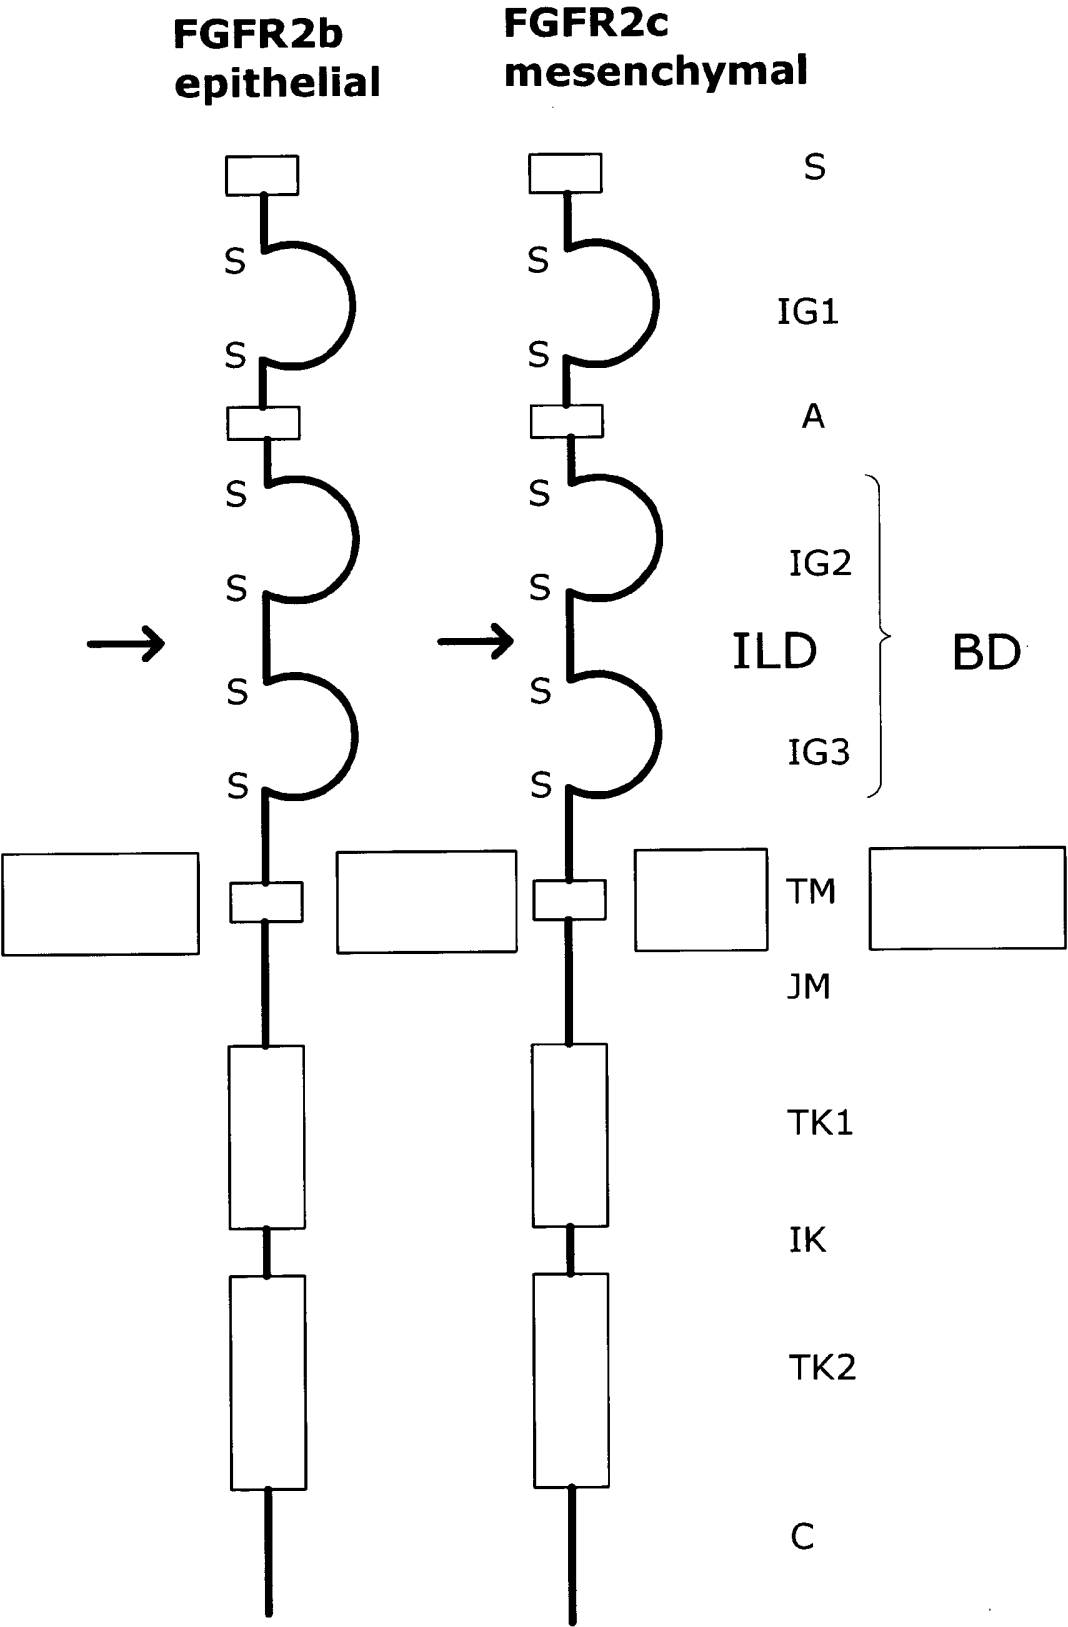 FGFR2b
epithelial
FGFR2c
mesenchymal
S
S
S
IG1
S
S
A
S
S
IG2
S
S
ILD
BD
S
S
IG3
S
S
TM
JM
TK1
IK
TK2
C